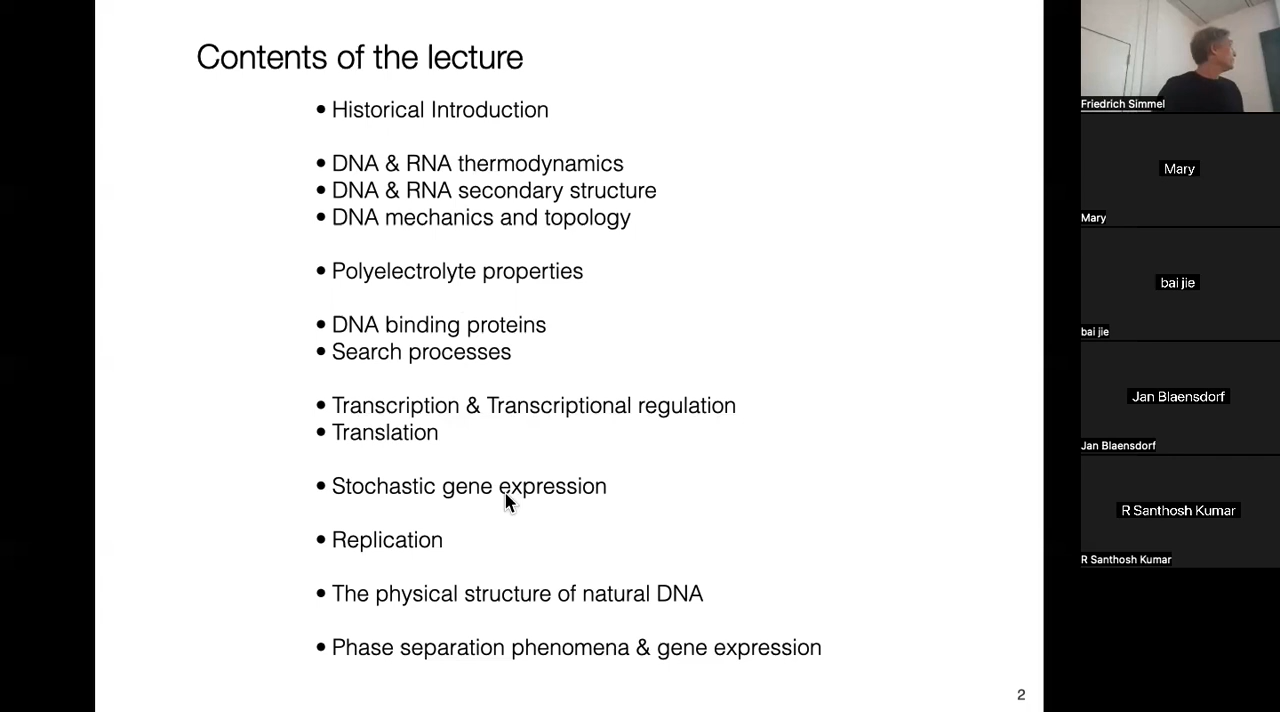 Contents of the lecture
• Historical Introduction
• DNA & RNA thermodynamics
• DNA & RNA secondary structure
• DNA mechanics and topology
• Polyelectrolyte properties
• DNA binding proteins
• Search processes
• Transcription & Transcriptional regulation
• Translation
• Stochastic gene expression
• Replication
• The physical structure of natural DNA
• Phase separation phenomena & gene expression
2
Friedrich Simmel
Mary
Mary
bai jie
bai jie
Jan Blaensdorf
Jan Blaensdorf
R Santhosh Kumar
R Santhosh Kumar